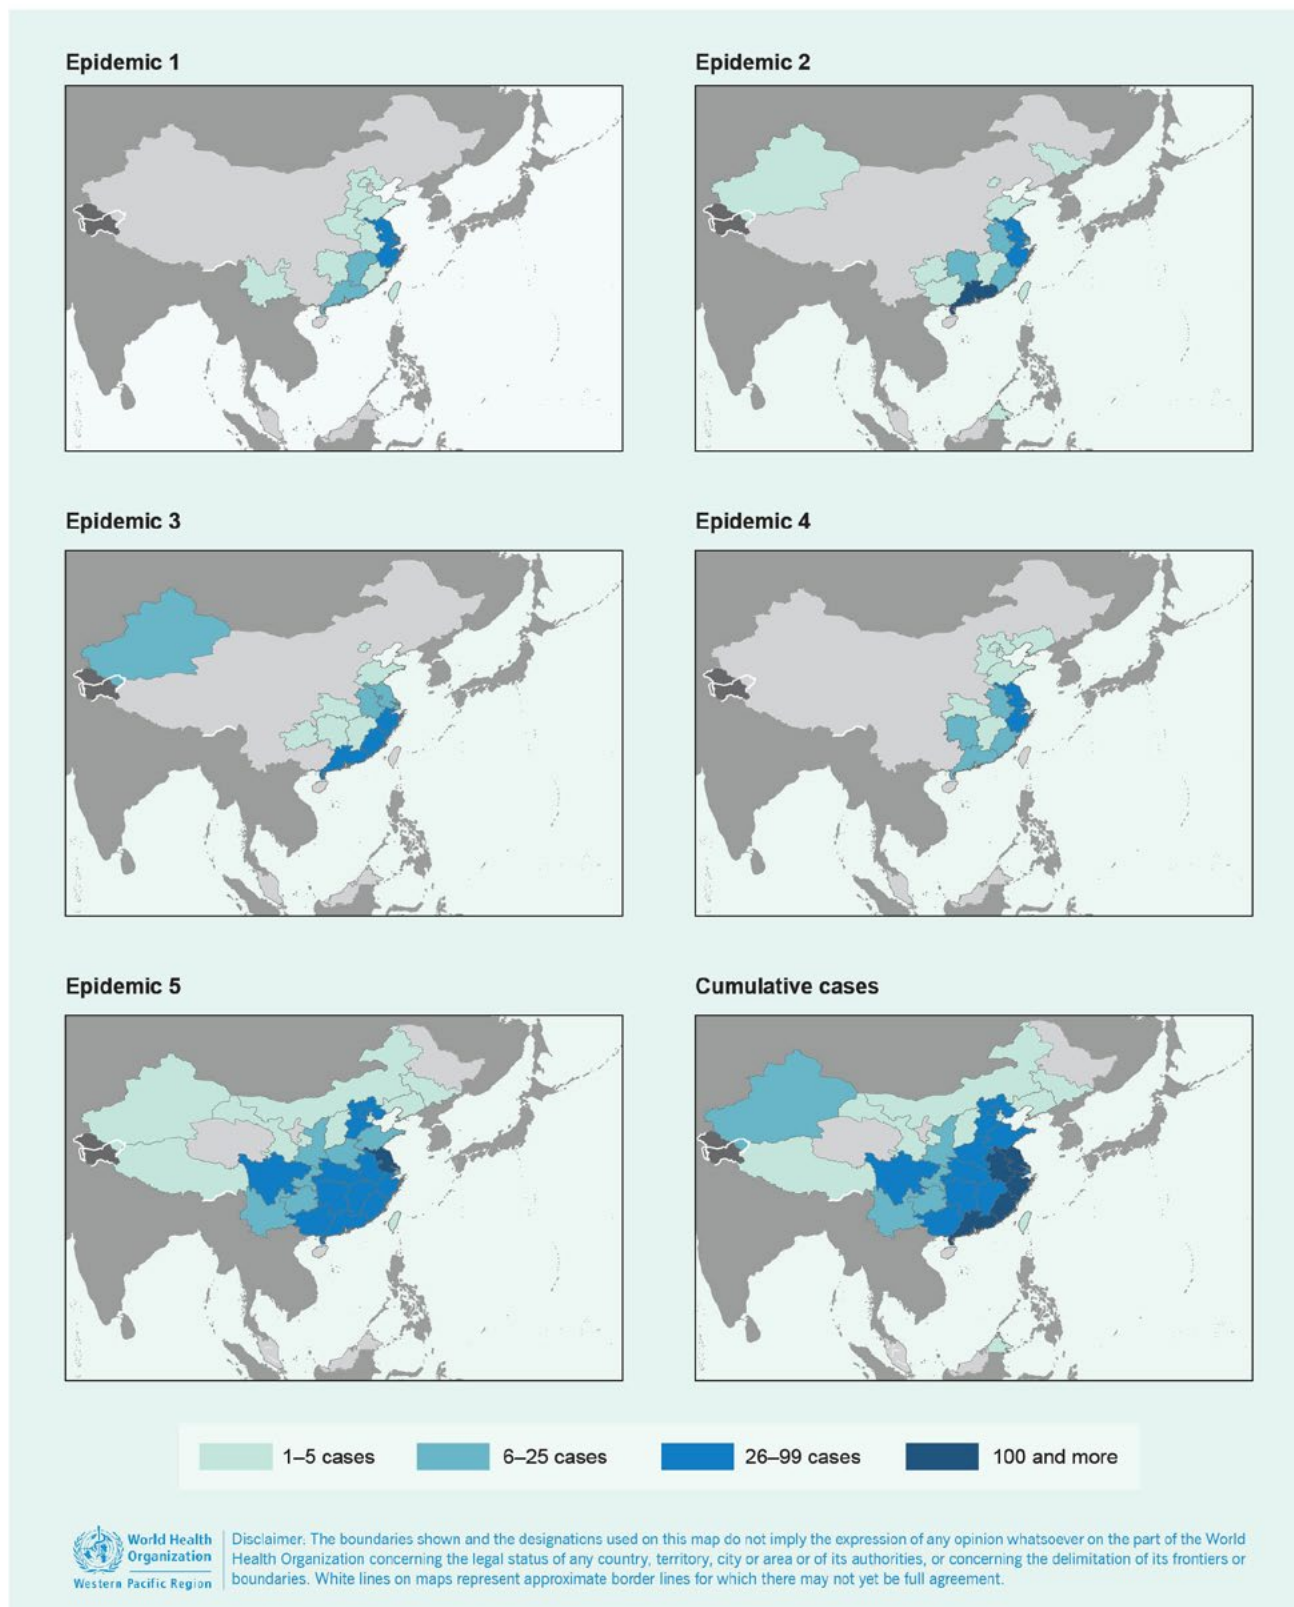 Epidemic 1
Epidemic 2
Epidemic 3
Epidemic 4
Epidemic 5
Cumulative cases
1–5 cases
6–25 cases
26–99 cases
100 and more
World Health
Organization
Western Pacific Region
Disclaimer: The boundaries shown and the designations used on this map do not imply the expression of any opinion whatsoever on the part of the World
Health Organization concerning the legal status of any country, territory, city or area or of its authorities, or concerning the delimitation of its frontiers or
boundaries. White lines on maps represent approximate border lines for which there may not yet be full agreement.